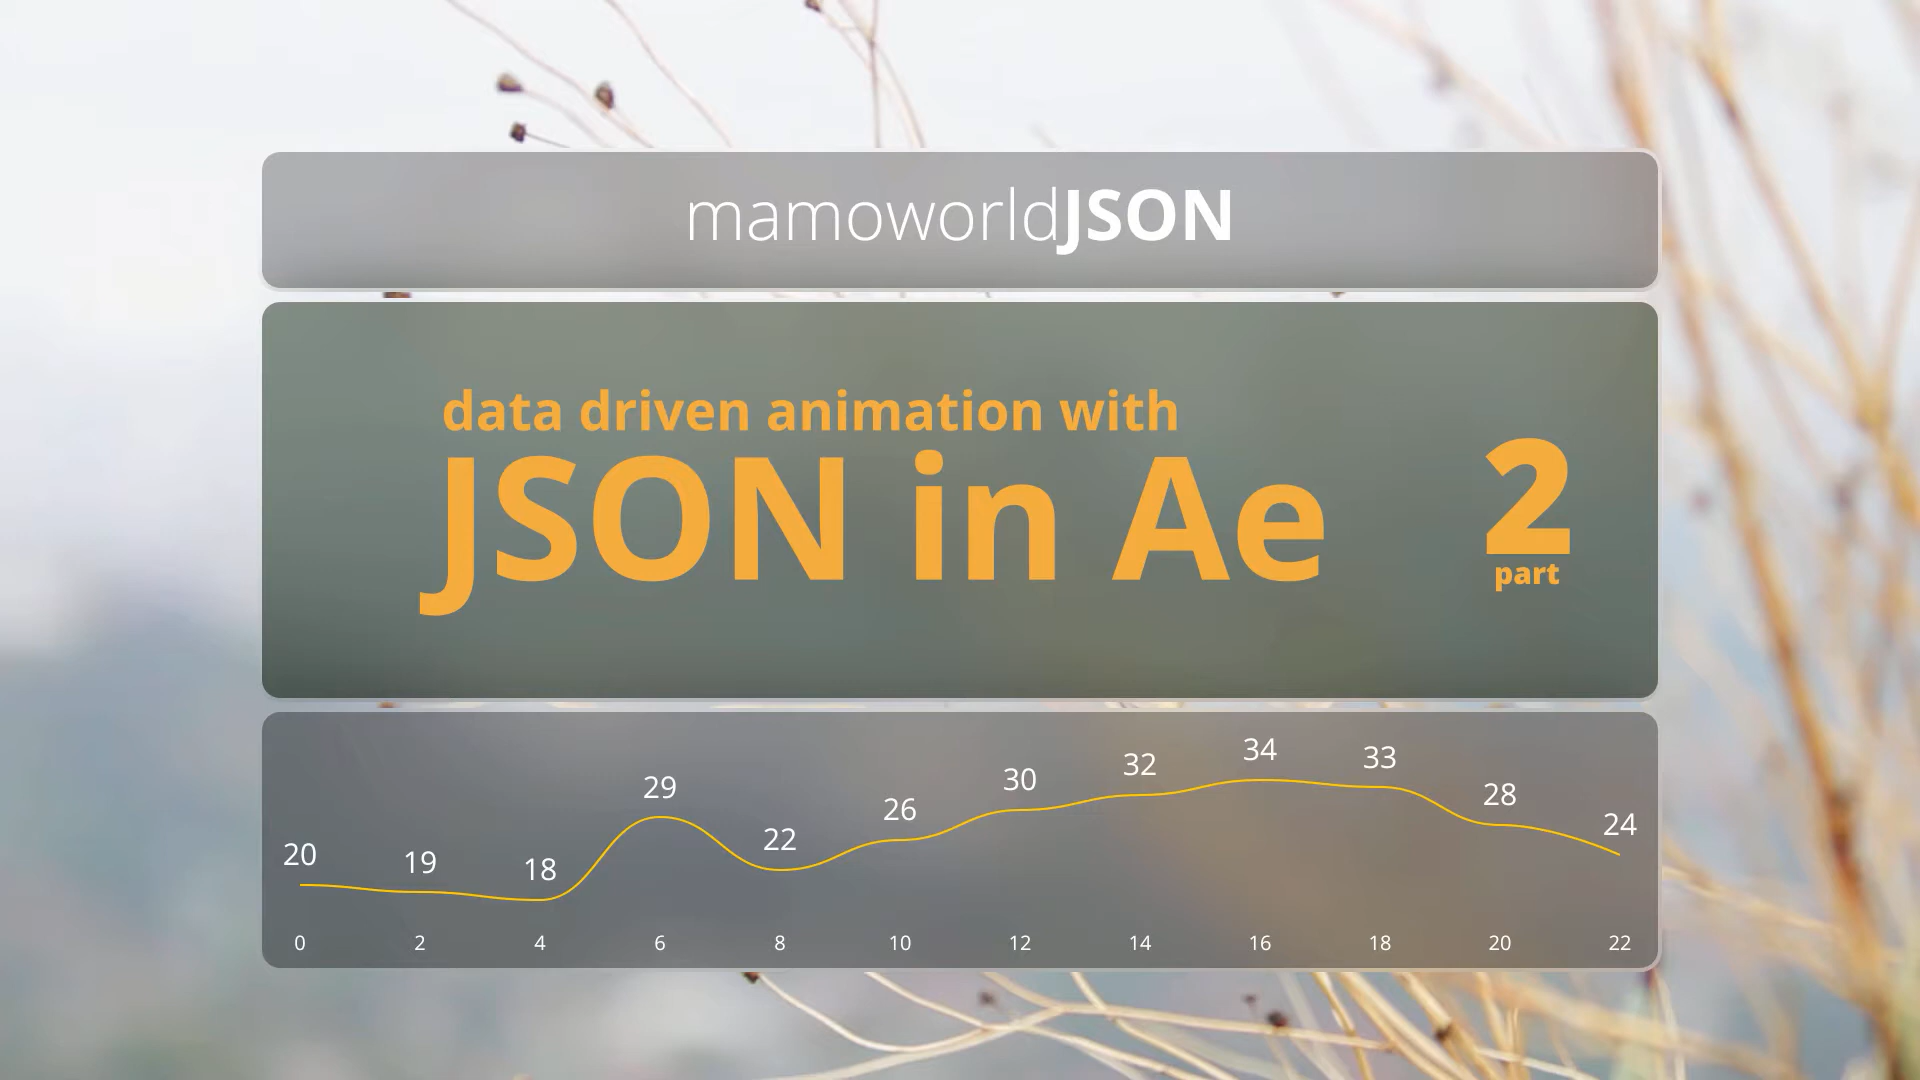 mamoworldJSON
data driven animation with
JSON in Ae
2
part
20 19 18 29 22 26 30 32 34 33 28 24
0 2 4 6 8 10 12 14 16 18 20 22